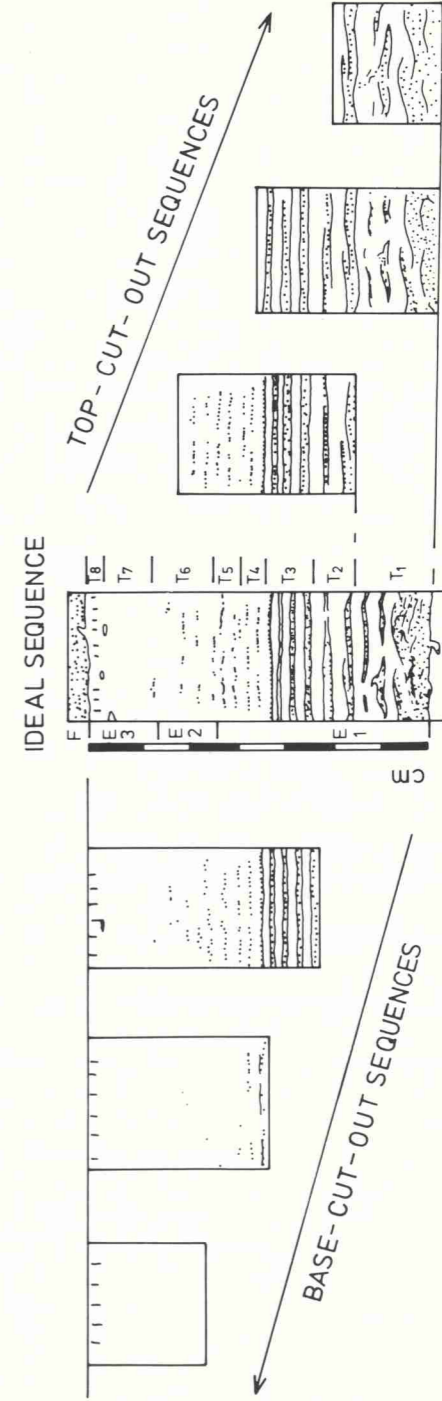 IDEAL SEQUENCE
TOP-CUT-OUT SEQUENCES
F
E3
E2
E1
T8
T7
T6
T5
T4
T3
T2
T1
cm
BASE-CUT-OUT SEQUENCES